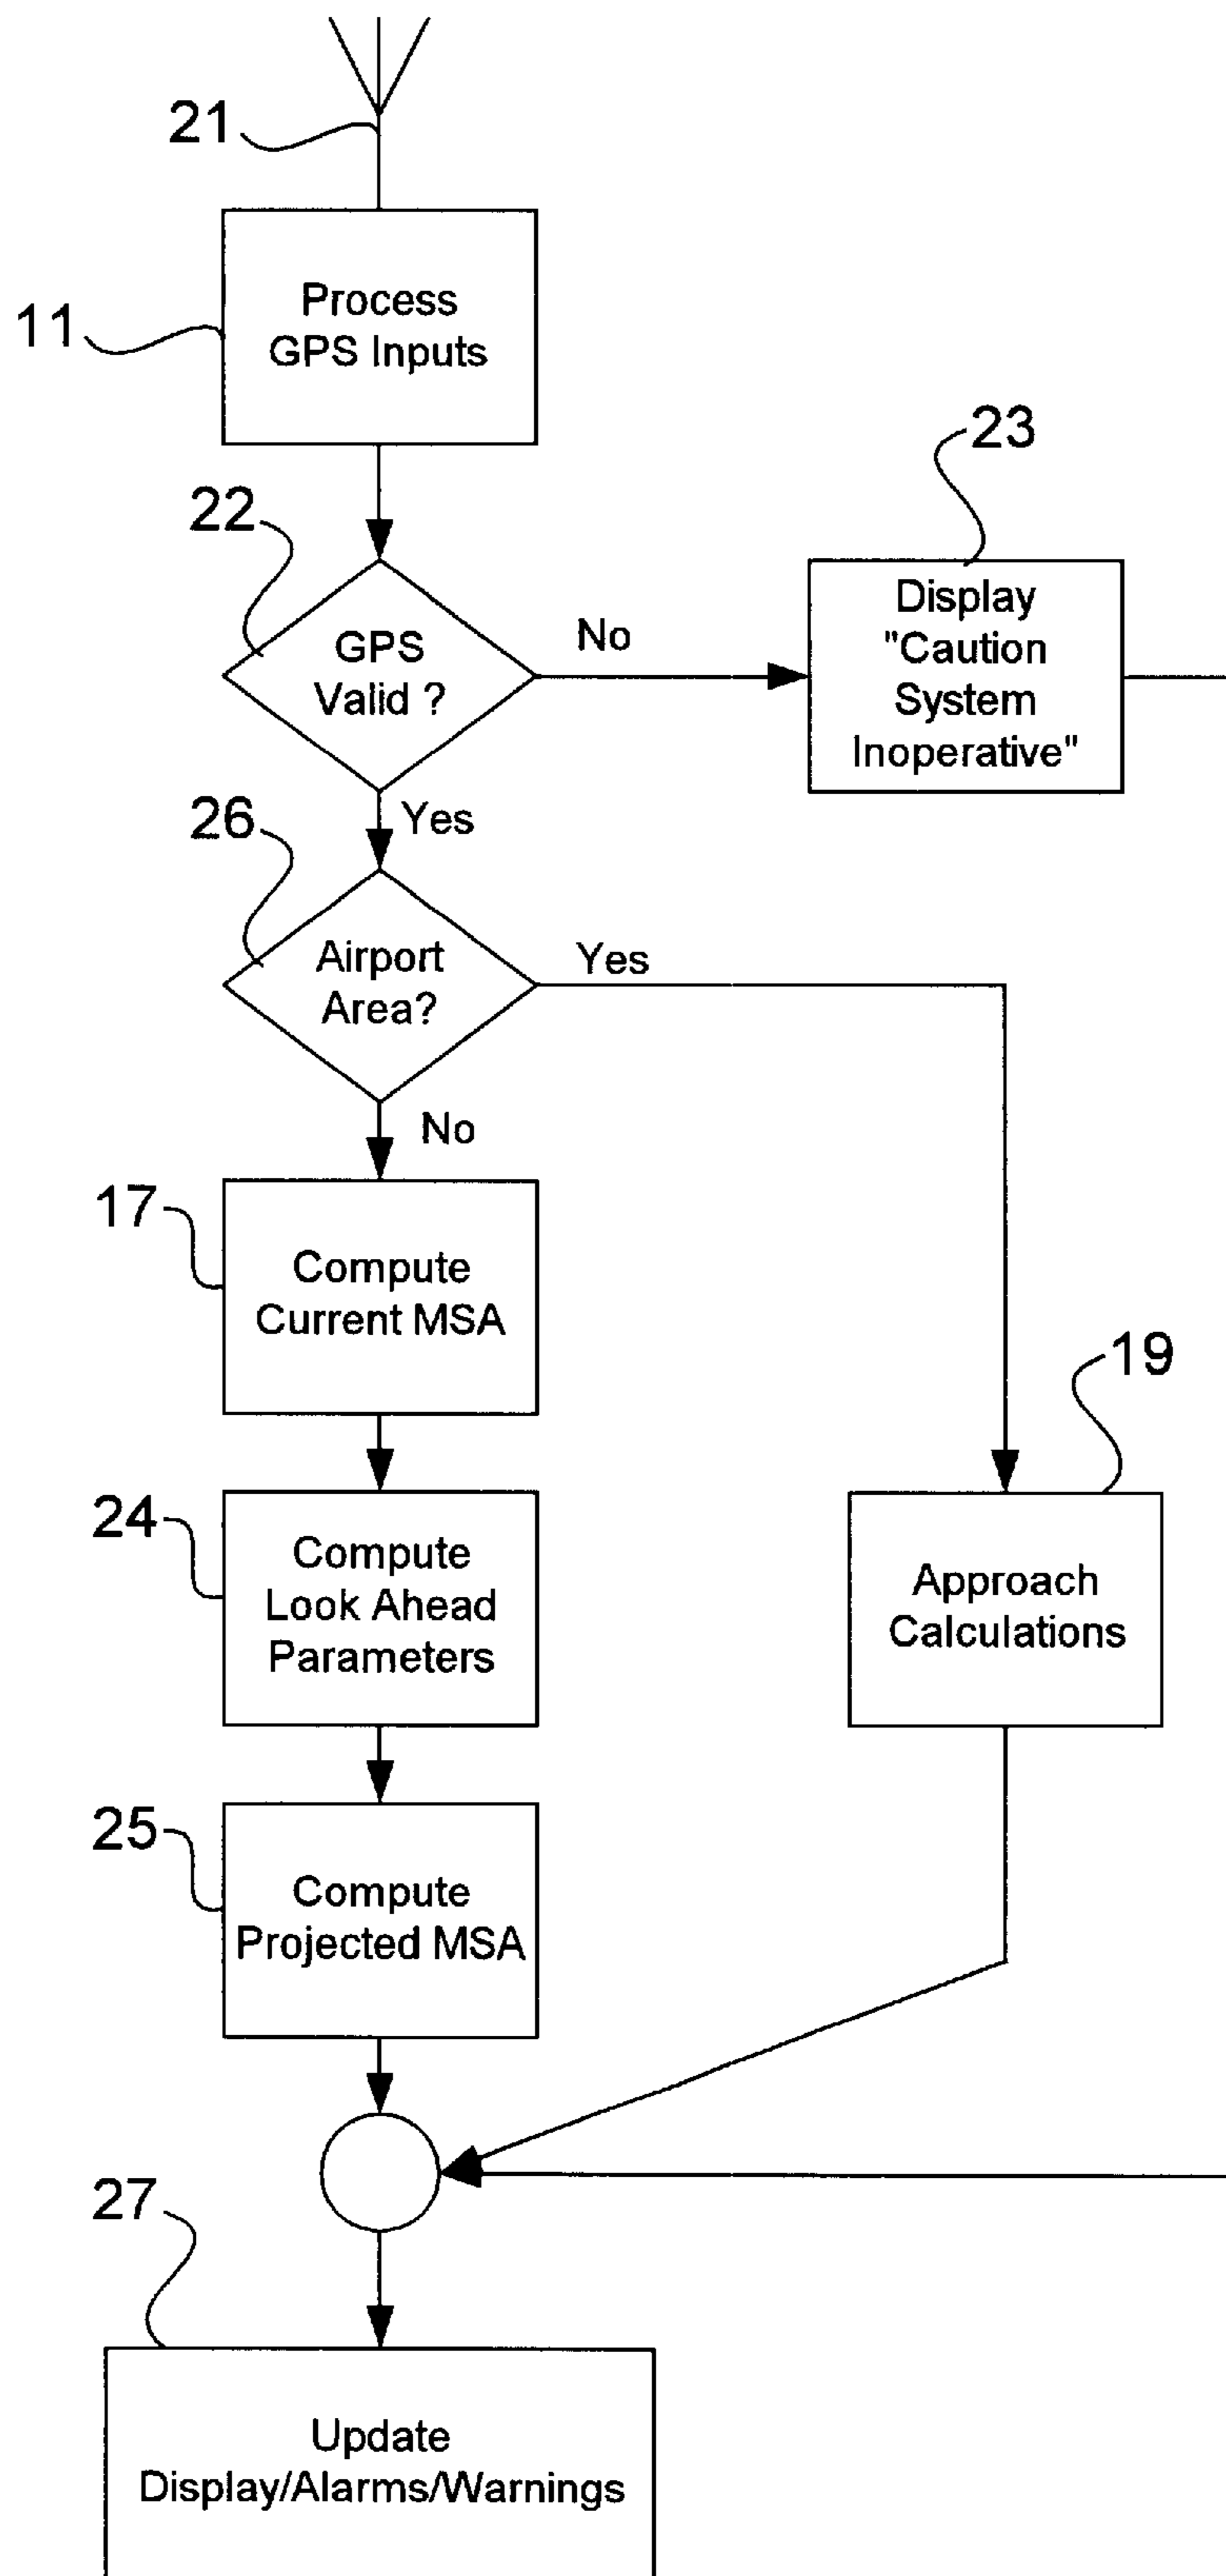 21
Process
GPS Inputs
11
23
22
GPS
Valid ?
No
Display
"Caution
System
Inoperative"
Yes
26
Airport
Area?
Yes
No
17
Compute
Current MSA
19
24
Compute
Look Ahead
Parameters
Approach
Calculations
25
Compute
Projected MSA
27
Update
Display/Alarms/Warnings